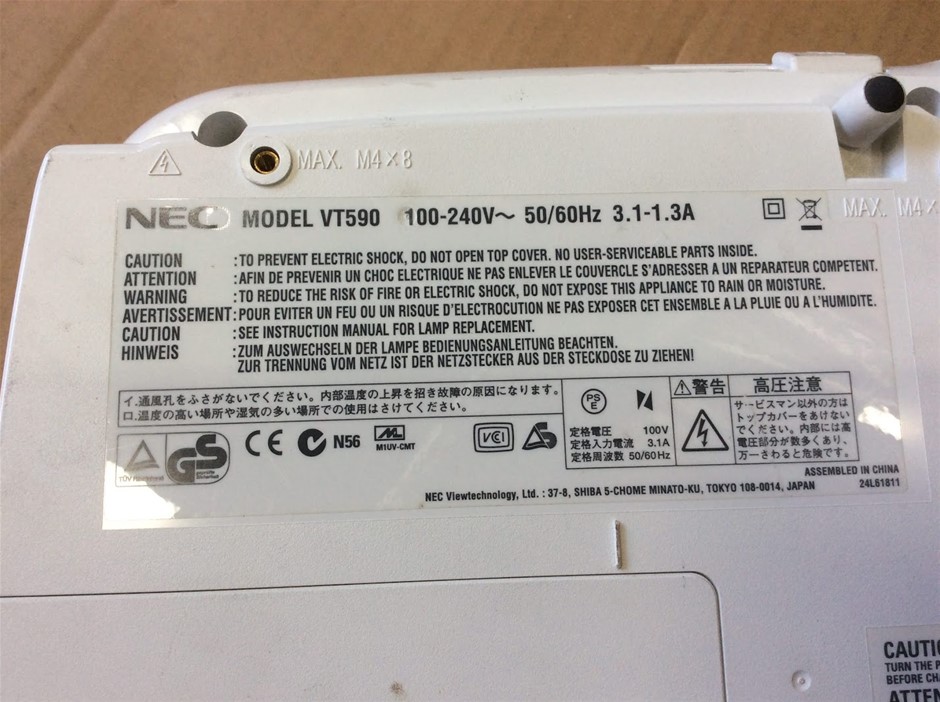 MAX. M4×8
NEC MODEL VT590 100-240V～ 50/60Hz 3.1-1.3A
MAX. M4×
CAUTION :TO PREVENT ELECTRIC SHOCK, DO NOT OPEN TOP COVER. NO USER-SERVICEABLE PARTS INSIDE.
ATTENTION :AFIN DE PREVENIR UN CHOC ELECTRIQUE NE PAS ENLEVER LE COUVERCLE S'ADRESSER A UN REPARATEUR COMPETENT.
WARNING :TO REDUCE THE RISK OF FIRE OR ELECTRIC SHOCK, DO NOT EXPOSE THIS APPLIANCE TO RAIN OR MOISTURE.
AVERTISSEMENT:POUR EVITER UN FEU OU UN RISQUE D'ELECTROCUTION NE PAS EXPOSER CET ENSEMBLE A LA PLUIE OU A L'HUMIDITE.
CAUTION :SEE INSTRUCTION MANUAL FOR LAMP REPLACEMENT.
HINWEIS :ZUM AUSWECHSELN DER LAMPE BEDIENUNGSANLEITUNG BEACHTEN.
ZUR TRENNUNG VOM NETZ IST DER NETZSTECKER AUS DER STECKDOSE ZU ZIEHEN!
イ.通風孔をふさがないでください。内部温度の上昇を招き故障の原因になります。
ロ.温度の高い場所や湿気の多い場所での使用はさけてください。
GS
geprüfte
Sicherheit
CE
N56
M1UV-CMT
VCI
PS
E
定格電圧 100V
定格入力電流 3.1A
定格周波数 50/60Hz
警告 高圧注意
サービスマン以外の方は
トップカバーをあけない
でください。内部には高
電圧部分が数多くあり、
万一さわると危険です。
NEC Viewtechnology, Ltd. : 37-8, SHIBA 5-CHOME MINATO-KU, TOKYO 108-0014, JAPAN
ASSEMBLED IN CHINA
24L61811
CAUTI
TURN THE P
BEFORE CH
ATTEN